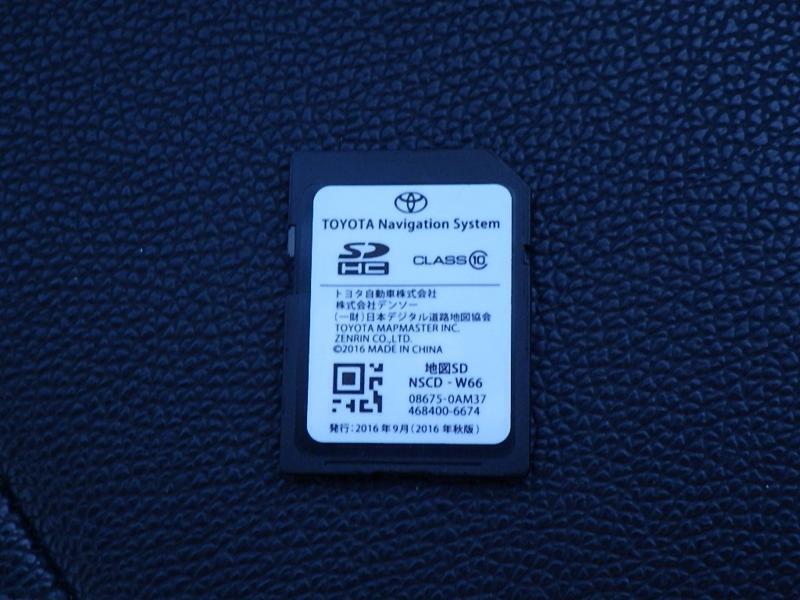 TOYOTA Navigation System
SD HC CLASS 10
トヨタ自動車株式会社
株式会社デンソー
(一財)日本デジタル道路地図協会
TOYOTA MAPMASTER INC.
ZENRIN CO.,LTD.
©2016 MADE IN CHINA
地図SD
NSCD - W66
08675-0AM37
468400-6674
発行:2016年9月(2016年秋版)